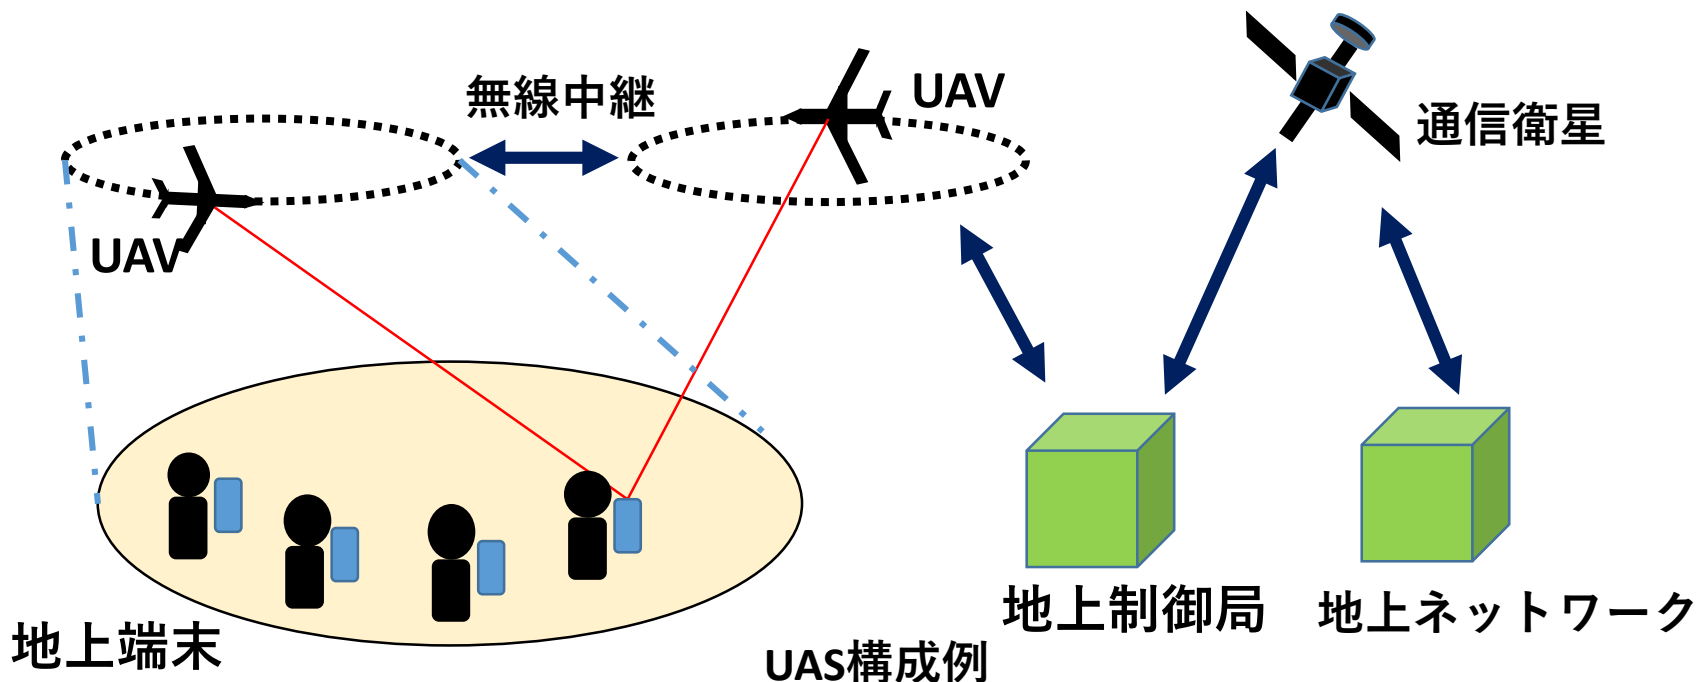 無線中継
UAV
通信衛星
UAV
地上制御局
地上ネットワーク
地上端末
UAS構成例